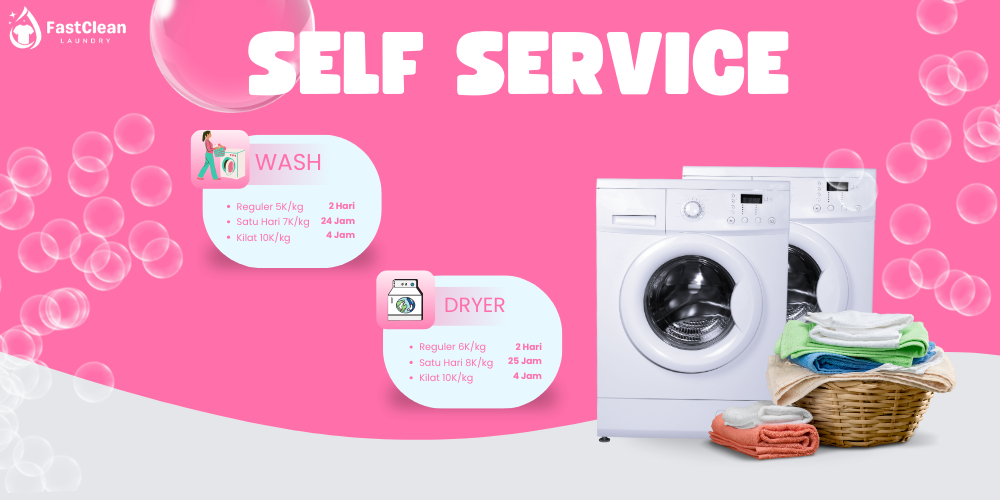 FastClean
LAUNDRY
SELF SERVICE
WASH
• Reguler 5K/kg 2 Hari
• Satu Hari 7K/kg 24 Jam
• Kilat 10K/kg 4 Jam
DRYER
• Reguler 6K/kg 2 Hari
• Satu Hari 8K/kg 25 Jam
• Kilat 10K/kg 4 Jam